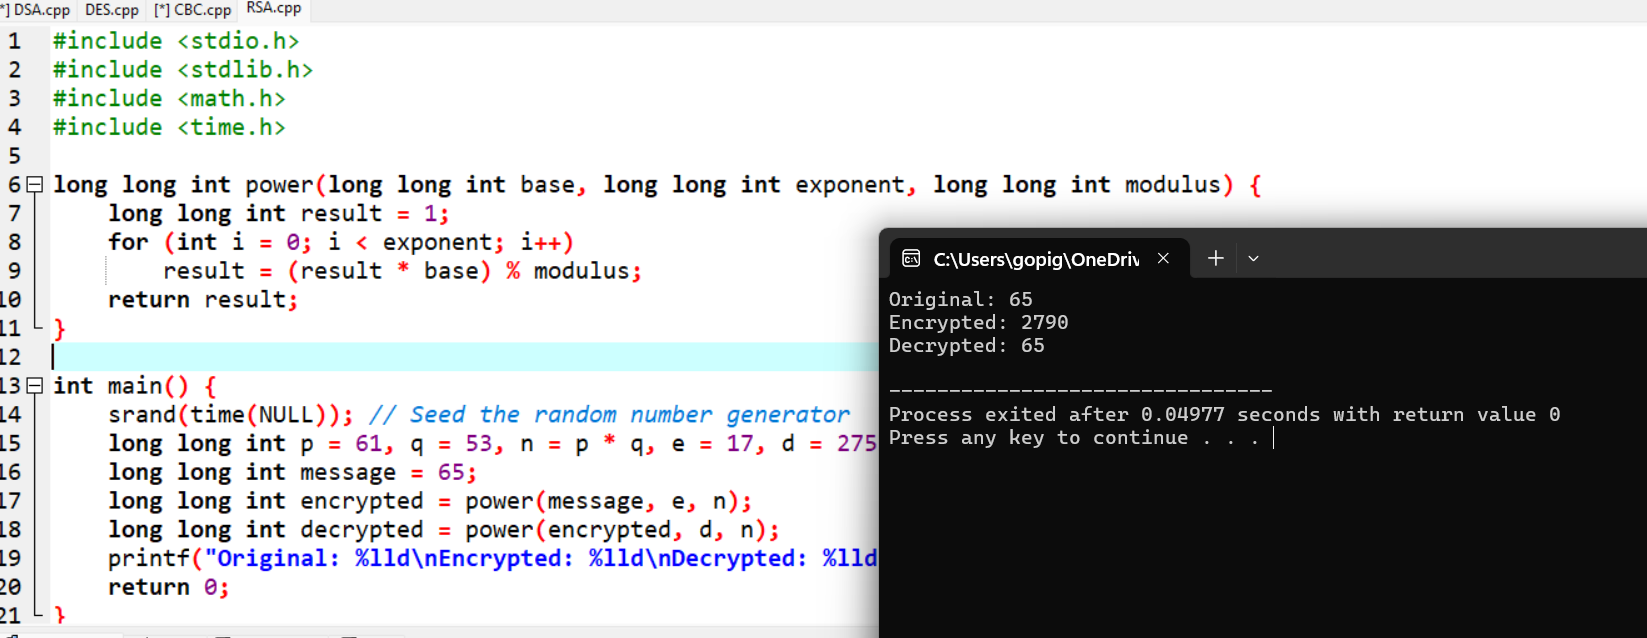 *] DSA.cpp DES.cpp [*] CBC.cpp RSA.cpp
1 #include <stdio.h>
2 #include <stdlib.h>
3 #include <math.h>
4 #include <time.h>
5
6 long long int power(long long int base, long long int exponent, long long int modulus) {
7 long long int result = 1;
8 for (int i = 0; i < exponent; i++)
9 result = (result * base) % modulus;
10 return result;
11 }
12
13 int main() {
14 srand(time(NULL)); // Seed the random number generator
15 long long int p = 61, q = 53, n = p * q, e = 17, d = 275
16 long long int message = 65;
17 long long int encrypted = power(message, e, n);
18 long long int decrypted = power(encrypted, d, n);
19 printf("Original: %lld\nEncrypted: %lld\nDecrypted: %lld
20 return 0;
21 }
C:\Users\gopig\OneDriv
Original: 65
Encrypted: 2790
Decrypted: 65
--------------------------------
Process exited after 0.04977 seconds with return value 0
Press any key to continue . . .